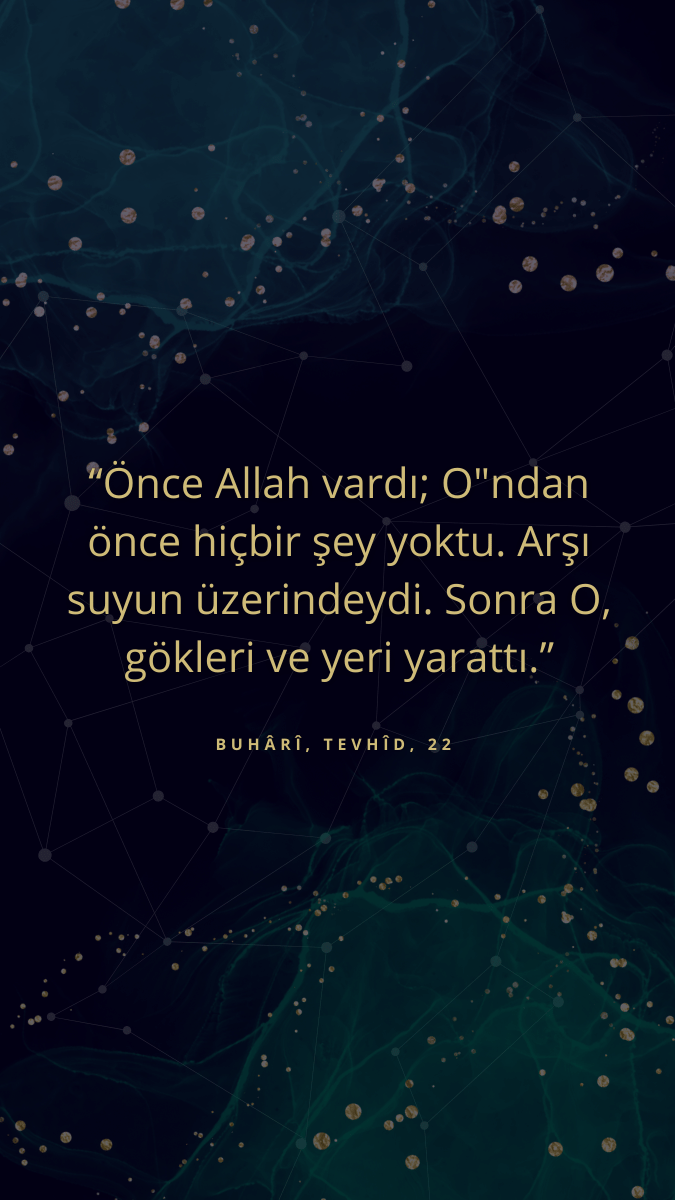 “Önce Allah vardı; O"ndan
önce hiçbir şey yoktu. Arşı
suyun üzerindeydi. Sonra O,
gökleri ve yeri yarattı.”
BUHÂRÎ, TEVHÎD, 22